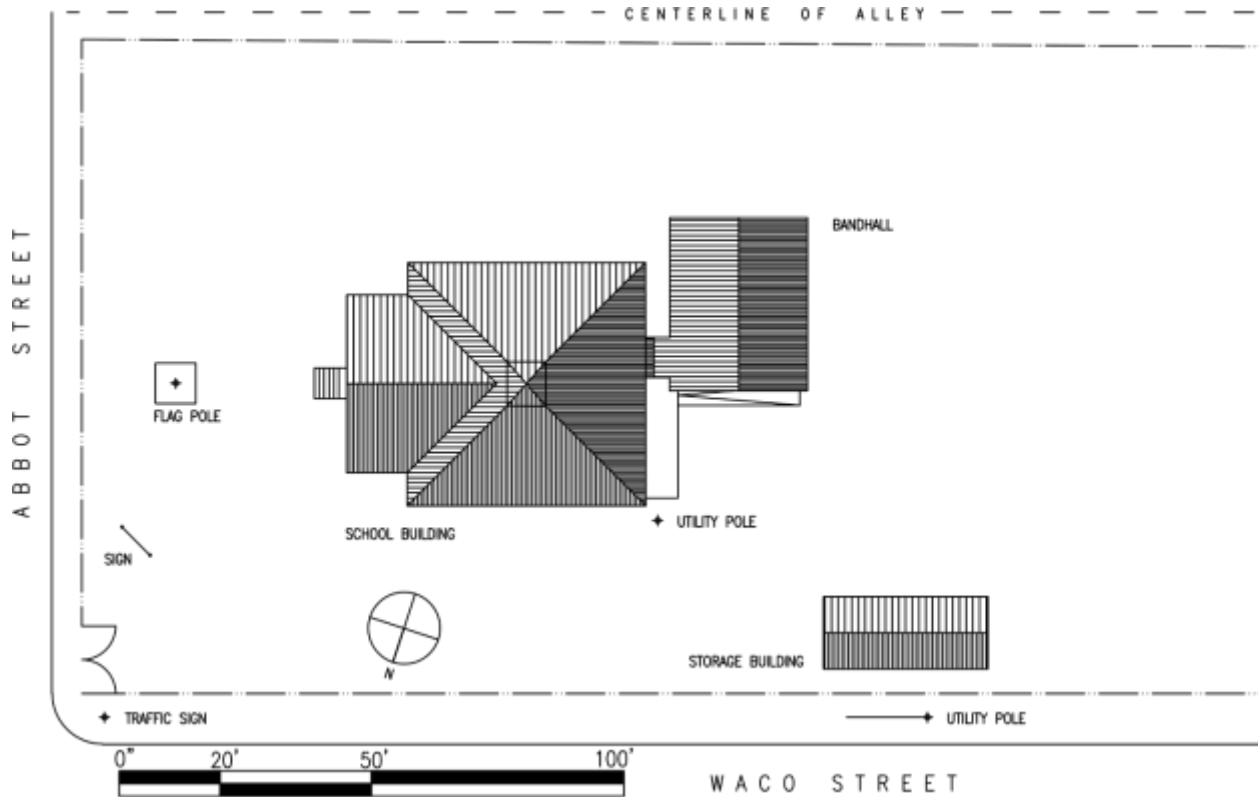 CENTERLINE OF ALLEY
BANDHALL
ABBOT STREET
FLAG POLE
SCHOOL BUILDING
UTILITY POLE
SIGN
N
STORAGE BUILDING
TRAFFIC SIGN
UTILITY POLE
0" 20' 50' 100'
WACO STREET